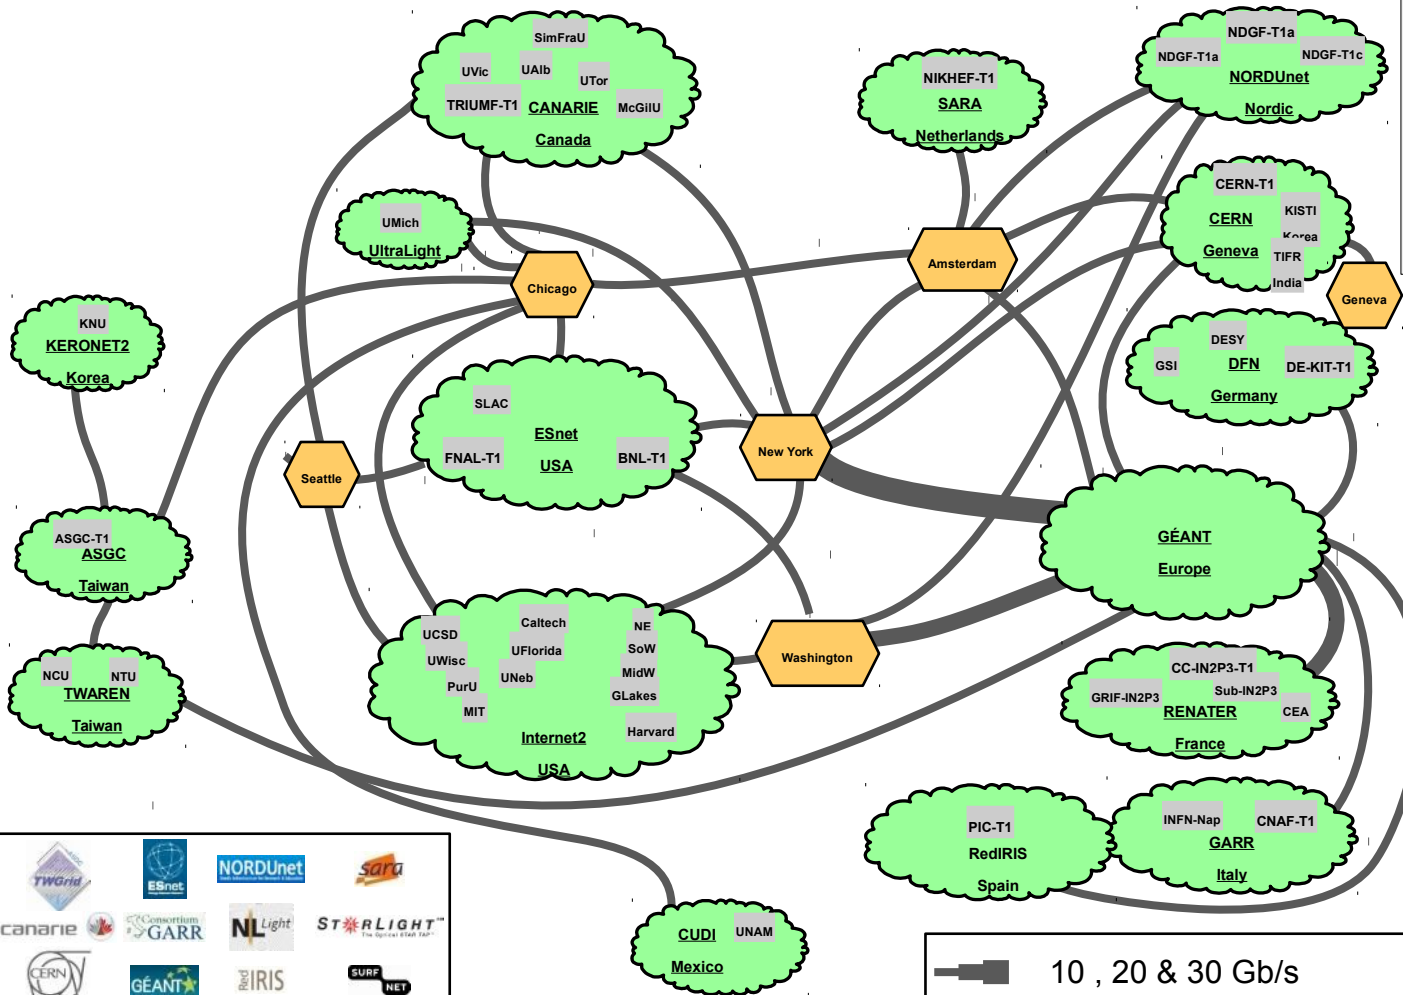 SimFraU
UVic
UAlb
UTor
TRIUMF-T1
CANARIE
McGilU
Canada
NIKHEF-T1
SARA
Netherlands
NDGF-T1a
NDGF-T1a
NDGF-T1c
NORDUnet
Nordic
CERN-T1
CERN
KISTI
Korea
Geneva
TIFR
India
UMich
UltraLight
Chicago
Amsterdam
Geneva
KNU
KERONET2
Korea
DESY
GSI
DFN
DE-KIT-T1
Germany
SLAC
ESnet
FNAL-T1
USA
BNL-T1
Seattle
New York
ASGC-T1
ASGC
Taiwan
GÉANT
Europe
NCU
NTU
TWAREN
Taiwan
UCSD
Caltech
NE
UWisc
UFlorida
SoW
PurU
UNeb
MidW
MIT
GLakes
Internet2
Harvard
USA
Washington
CC-IN2P3-T1
GRIF-IN2P3
Sub-IN2P3
RENATER
CEA
France
PIC-T1
RedIRIS
Spain
INFN-Nap
CNAF-T1
GARR
Italy
CUDI
UNAM
Mexico
ASGC
TWGrid
ESnet
NORDUnet
sara
canarie
Consortium
GARR
NLLight
STARLIGHT
CERN
GÉANT
RedIRIS
SURF
NET
10 , 20 & 30 Gb/s